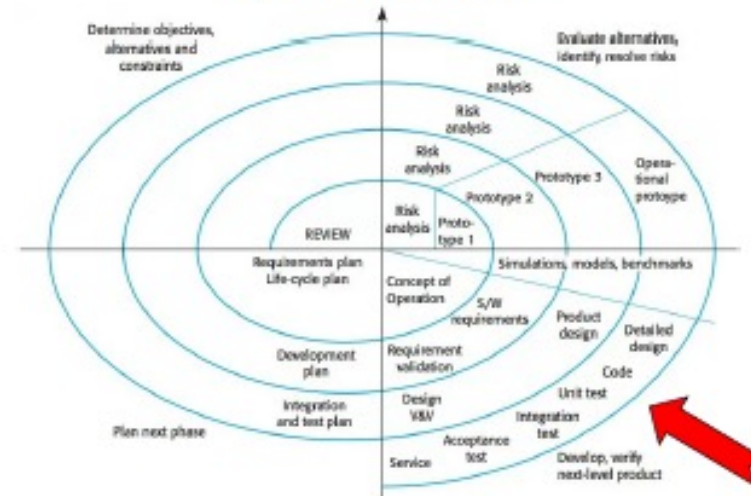 Determine objectives,
alternatives and
constraints
Evaluate alternatives,
identify, resolve risks
Risk
analysis
Risk
analysis
Risk
analysis
Risk
analysis
Proto-
type 1
Prototype 2
Prototype 3
Opera-
tional
protoype
REVIEW
Requirements plan
Life-cycle plan
Simulations, models, benchmarks
Concept of
Operation
S/W
requirements
Product
design
Detailed
design
Development
plan
Requirement
validation
Code
Unit test
Integration
and test plan
Design
V&V
Integration
test
Acceptance
test
Service
Plan next phase
Develop, verify
next-level product